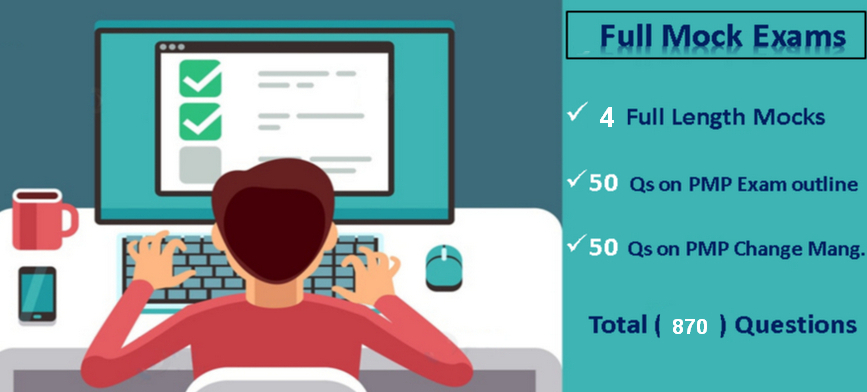 Full Mock Exams
✓ 4 Full Length Mocks
✓ 50 Qs on PMP Exam outline
✓ 50 Qs on PMP Change Mang.
Total ( 870 ) Questions